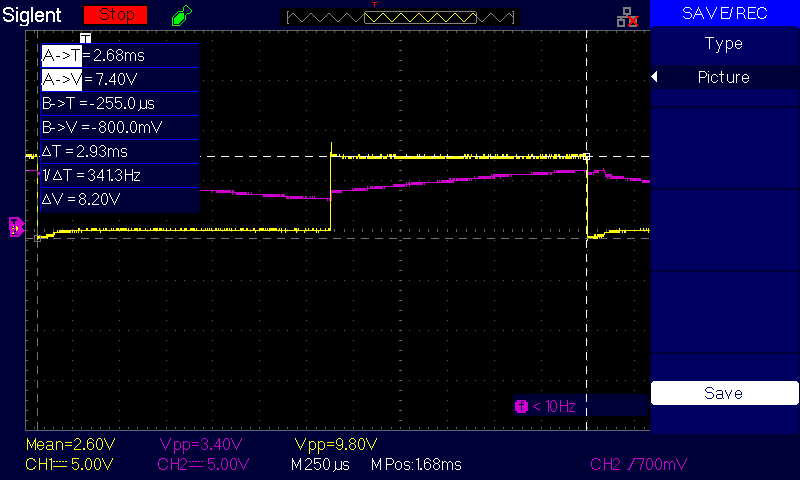 Siglent Stop T SAVE/REC
T
Type
Picture
A->T=2.68ms
A->V=7.40V
B->T=-255.0µs
B->V=-800.0mV
ΔT=2.93ms
1/ΔT=341.3Hz
ΔV=8.20V
T < 10Hz
Save
Mean=2.60V Vpp=3.40V Vpp=9.80V
CH1 5.00V CH2 5.00V M 250µs M Pos:1.68ms CH2 /700mV